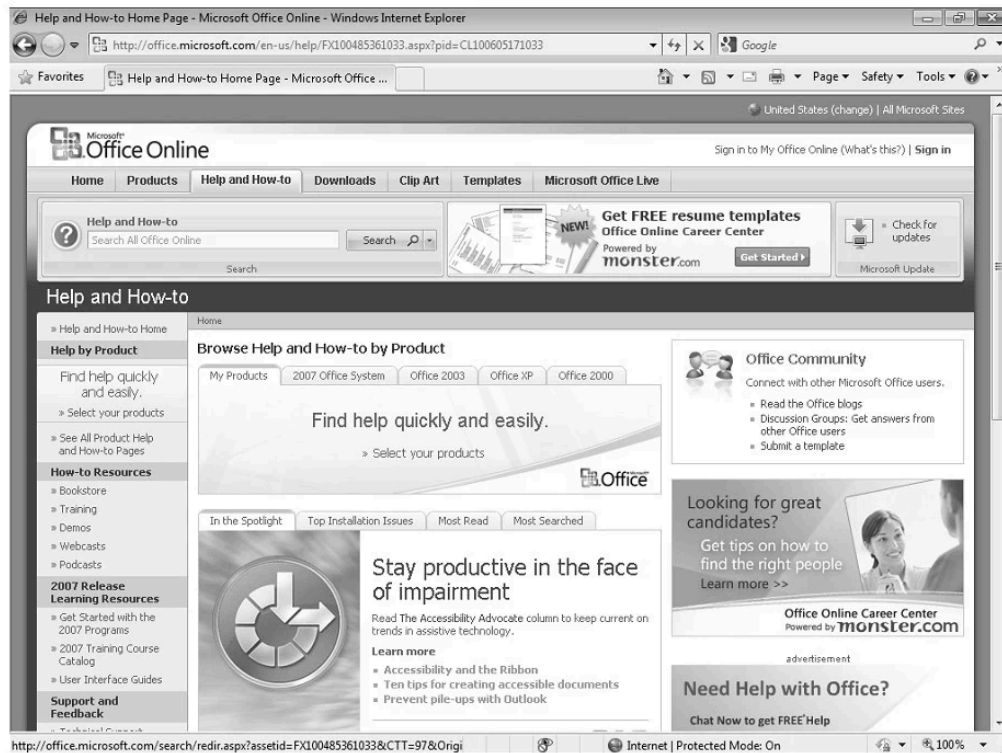 Help and How-to Home Page - Microsoft Office Online - Windows Internet Explorer
http://office.microsoft.com/en-us/help/FX100485361033.aspx?pid=CL100605171033
Google
Favorites
Help and How-to Home Page - Microsoft Office ...
Page
Safety
Tools
United States (change) | All Microsoft Sites
Microsoft®
Office Online
Sign in to My Office Online (What's this?) | Sign in
Home Products Help and How-to Downloads Clip Art Templates Microsoft Office Live
Help and How-to
Search All Office Online
Search
Search
NEW!
Get FREE resume templates
Office Online Career Center
Powered by
monster.com
Get Started
Check for
updates
Microsoft Update
Help and How-to
» Help and How-to Home
Help by Product
Find help quickly
and easily.
» Select your products
» See All Product Help
and How-to Pages
How-to Resources
» Bookstore
» Training
» Demos
» Webcasts
» Podcasts
2007 Release
Learning Resources
» Get Started with the
2007 Programs
» 2007 Training Course
Catalog
» User Interface Guides
Support and
Feedback
» Technical Support
Home
Browse Help and How-to by Product
My Products 2007 Office System Office 2003 Office XP Office 2000
Find help quickly and easily.
» Select your products
Office
In the Spotlight Top Installation Issues Most Read Most Searched
Stay productive in the face
of impairment
Read The Accessibility Advocate column to keep current on
trends in assistive technology.
Learn more
Accessibility and the Ribbon
Ten tips for creating accessible documents
Prevent pile-ups with Outlook
Office Community
Connect with other Microsoft Office users.
Read the Office blogs
Discussion Groups: Get answers from
other Office users
Submit a template
Looking for great
candidates?
Get tips on how to
find the right people
Learn more >>
Office Online Career Center
Powered by monster.com
advertisement
Need Help with Office?
Chat Now to get FREE* Help
http://office.microsoft.com/search/redir.aspx?assetid=FX100485361033&CTT=97&Origi
Internet | Protected Mode: On
100%